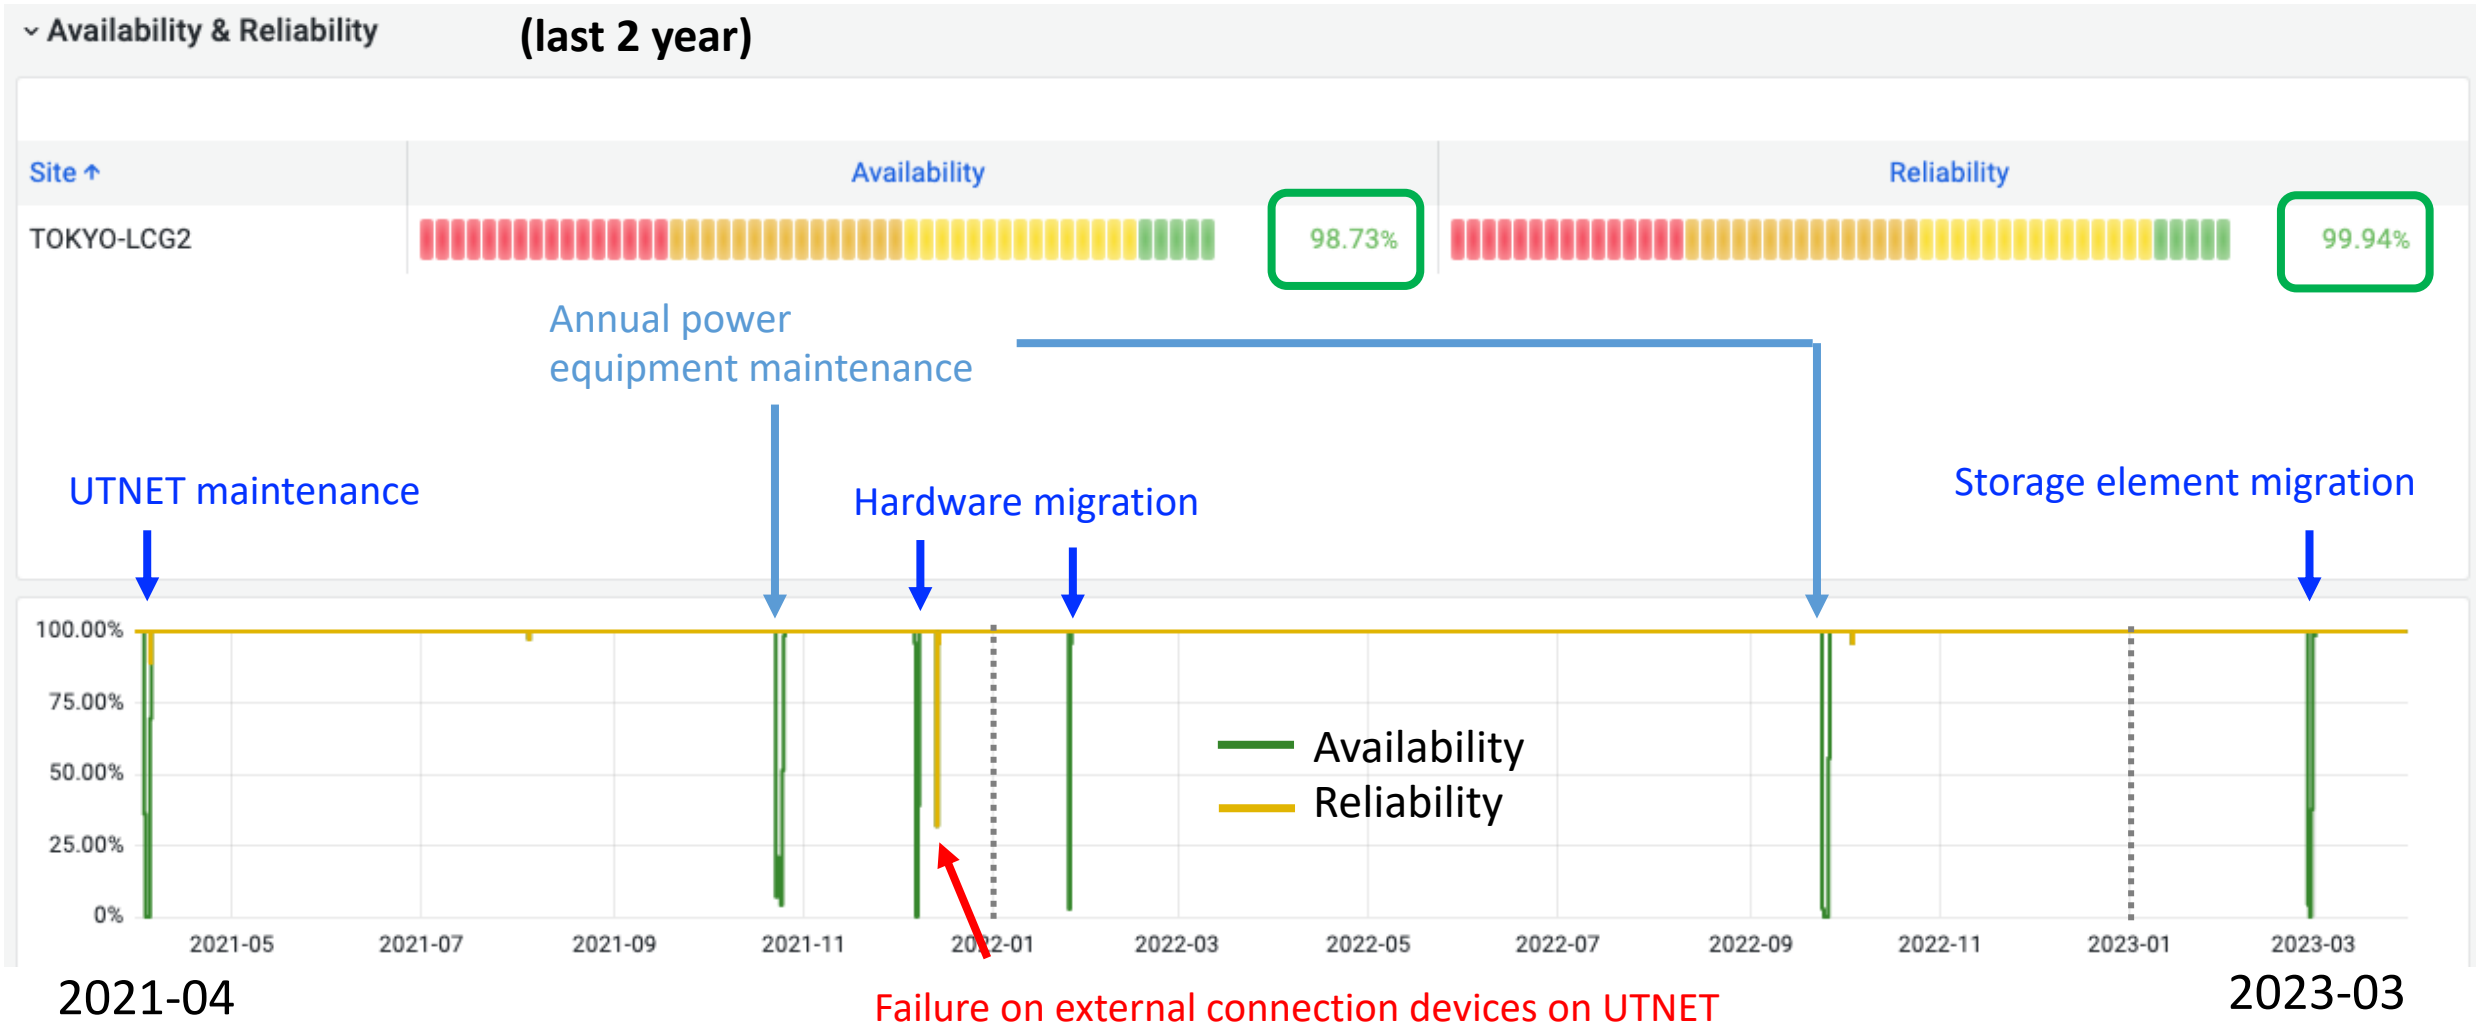 Availability & Reliability (last 2 year)
Site ↑ Availability Reliability
TOKYO-LCG2 98.73% 99.94%
Annual power
equipment maintenance
UTNET maintenance
Hardware migration
Storage element migration
100.00%
75.00%
50.00%
25.00%
0%
Availability
Reliability
2021-05 2021-07 2021-09 2021-11 2022-01 2022-03 2022-05 2022-07 2022-09 2022-11 2023-01 2023-03
2021-04
2023-03
Failure on external connection devices on UTNET